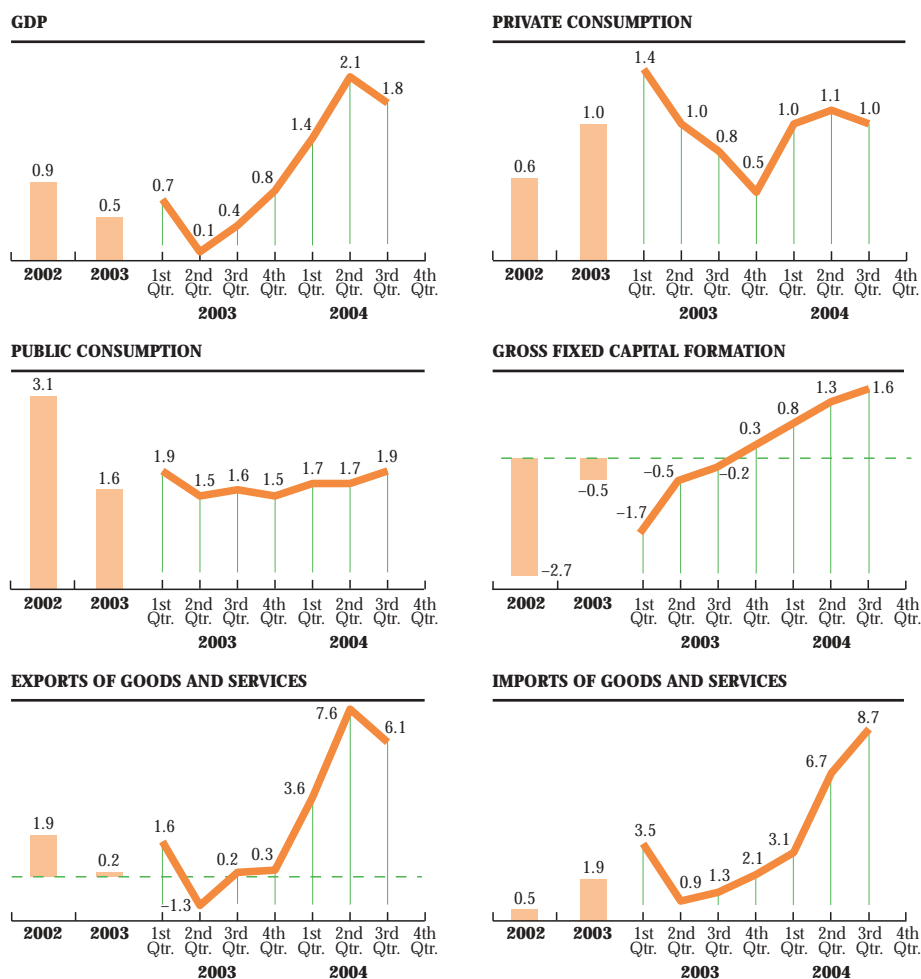 GDP
2.1
1.8
1.4
0.9
0.8
0.7
0.5
0.4
0.1
2002 2003 1st Qtr. 2nd Qtr. 3rd Qtr. 4th Qtr. 1st Qtr. 2nd Qtr. 3rd Qtr. 4th Qtr.
2003 2004
PRIVATE CONSUMPTION
1.4
1.0 1.0 1.0 1.1 1.0
0.8
0.6
0.5
2002 2003 1st Qtr. 2nd Qtr. 3rd Qtr. 4th Qtr. 1st Qtr. 2nd Qtr. 3rd Qtr. 4th Qtr.
2003 2004
PUBLIC CONSUMPTION
3.1
1.6 1.9 1.5 1.6 1.5 1.7 1.7 1.9
2002 2003 1st Qtr. 2nd Qtr. 3rd Qtr. 4th Qtr. 1st Qtr. 2nd Qtr. 3rd Qtr. 4th Qtr.
2003 2004
GROSS FIXED CAPITAL FORMATION
1.3 1.6
0.8
0.3
–0.5 –0.2
–0.5
–1.7
–2.7
2002 2003 1st Qtr. 2nd Qtr. 3rd Qtr. 4th Qtr. 1st Qtr. 2nd Qtr. 3rd Qtr. 4th Qtr.
2003 2004
EXPORTS OF GOODS AND SERVICES
7.6
6.1
3.6
1.9 1.6
0.2 0.2 0.3
–1.3
2002 2003 1st Qtr. 2nd Qtr. 3rd Qtr. 4th Qtr. 1st Qtr. 2nd Qtr. 3rd Qtr. 4th Qtr.
2003 2004
IMPORTS OF GOODS AND SERVICES
8.7
6.7
3.5
3.1
2.1
1.9
1.3
0.9
0.5
2002 2003 1st Qtr. 2nd Qtr. 3rd Qtr. 4th Qtr. 1st Qtr. 2nd Qtr. 3rd Qtr. 4th Qtr.
2003 2004